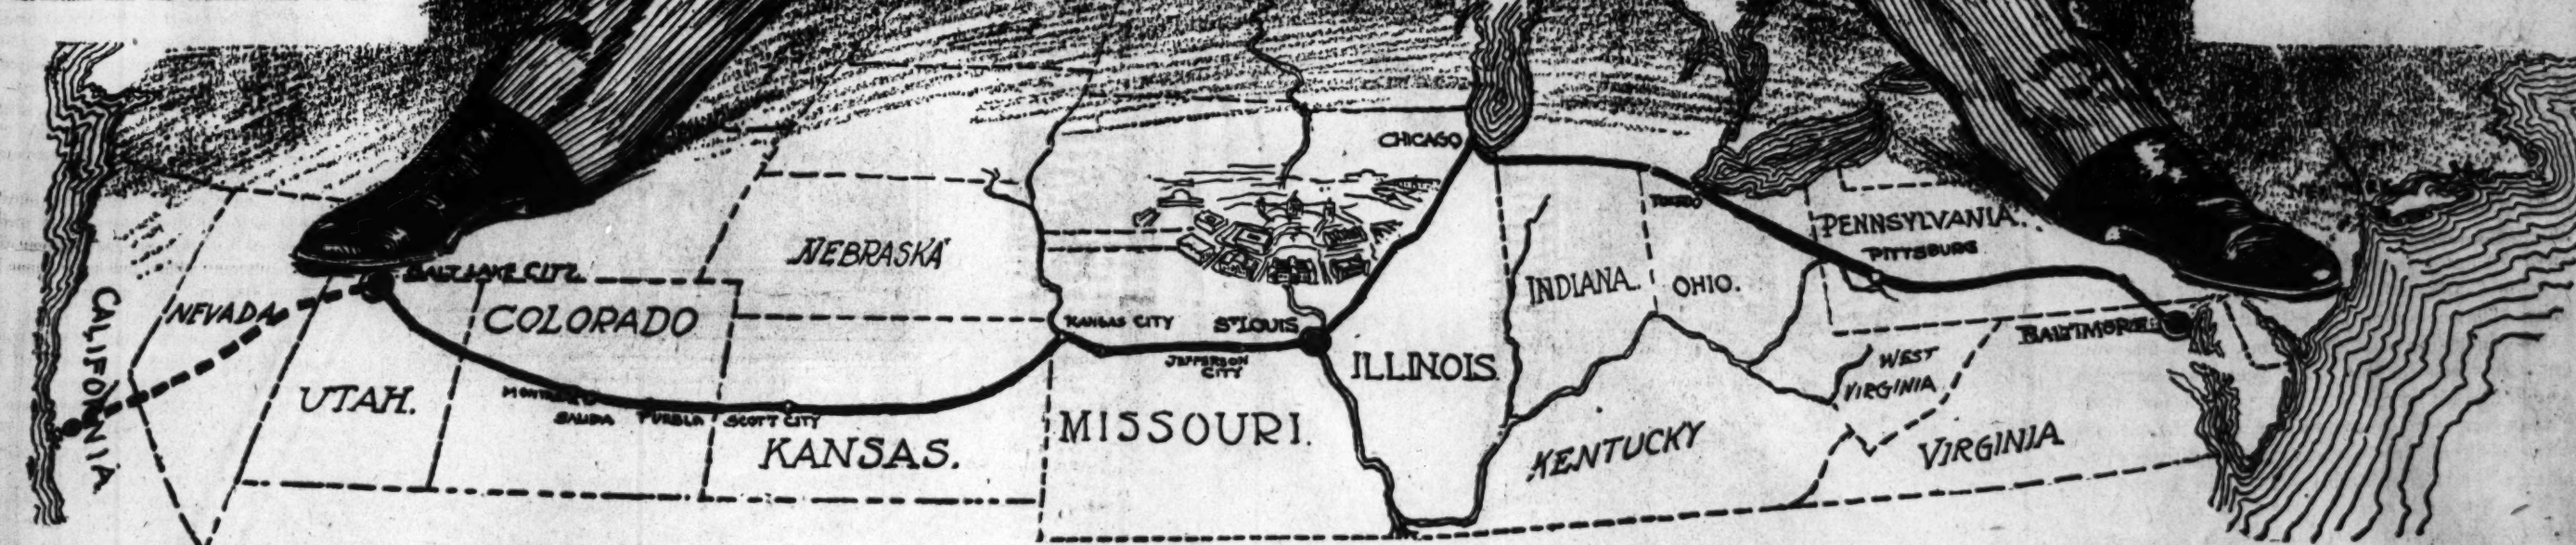 CHICAGO
TOLEDO
PENNSYLVANIA.
PITTSBURG
NEBRASKA
INDIANA.
OHIO.
SALT LAKE CITY
NEVADA
COLORADO
KANSAS CITY
ST LOUIS
JEFFERSON
CITY
BALTIMORE
CALIFORNIA
UTAH.
ILLINOIS.
WEST
VIRGINIA
MONTROSE
SALIDA
PUEBLO
SCOTT CITY
KANSAS.
MISSOURI.
KENTUCKY
VIRGINIA